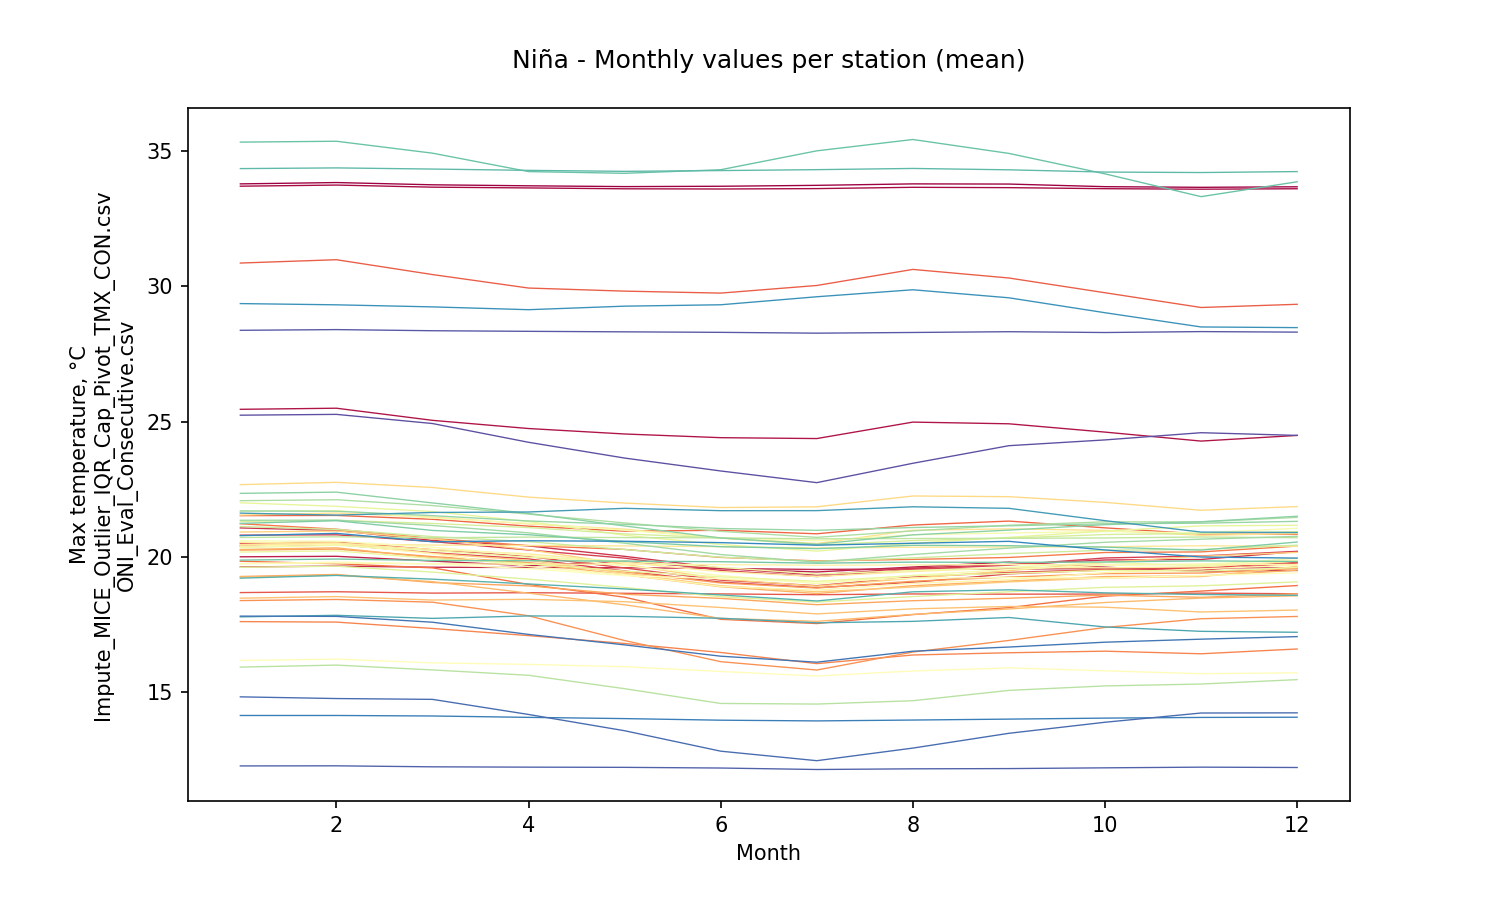 Niña - Monthly values per station (mean)
Max temperature, °C
Impute_MICE_Outlier_IQR_Cap_Pivot_TMX_CON.csv
ONI_Eval_Consecutive.csv
35
30
25
20
15
2 4 6 8 10 12
Month